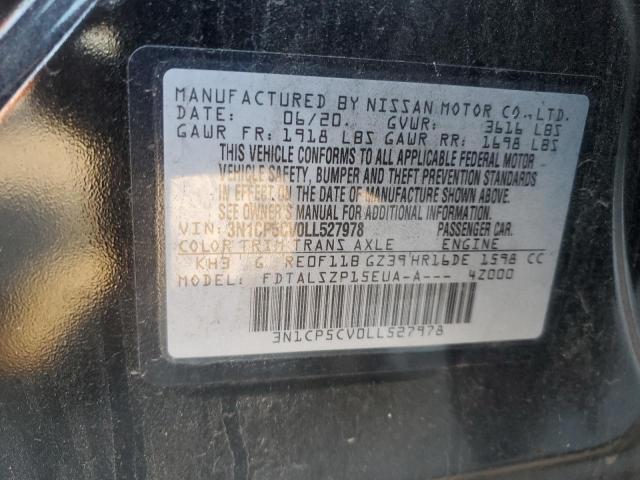 MANUFACTURED BY NISSAN MOTOR CO.,LTD.
DATE: 06/20. GVWR: 3616 LBS
GAWR FR: 1918 LBS GAWR RR: 1698 LBS
THIS VEHICLE CONFORMS TO ALL APPLICABLE FEDERAL MOTOR
VEHICLE SAFETY, BUMPER AND THEFT PREVENTION STANDARDS
IN EFFECT ON THE DATE OF MANUFACTURE SHOWN ABOVE.
SEE OWNER'S MANUAL FOR ADDITIONAL INFORMATION.
VIN: 3N1CP5CV0LL527978 PASSENGER CAR.
COLOR TRIM TRANS AXLE ENGINE
KH3 G RE0F11B GZ39 HR16DE 1598 CC
MODEL: FDTALSZP15EUA-A--- 4Z000
3N1CP5CV0LL527978